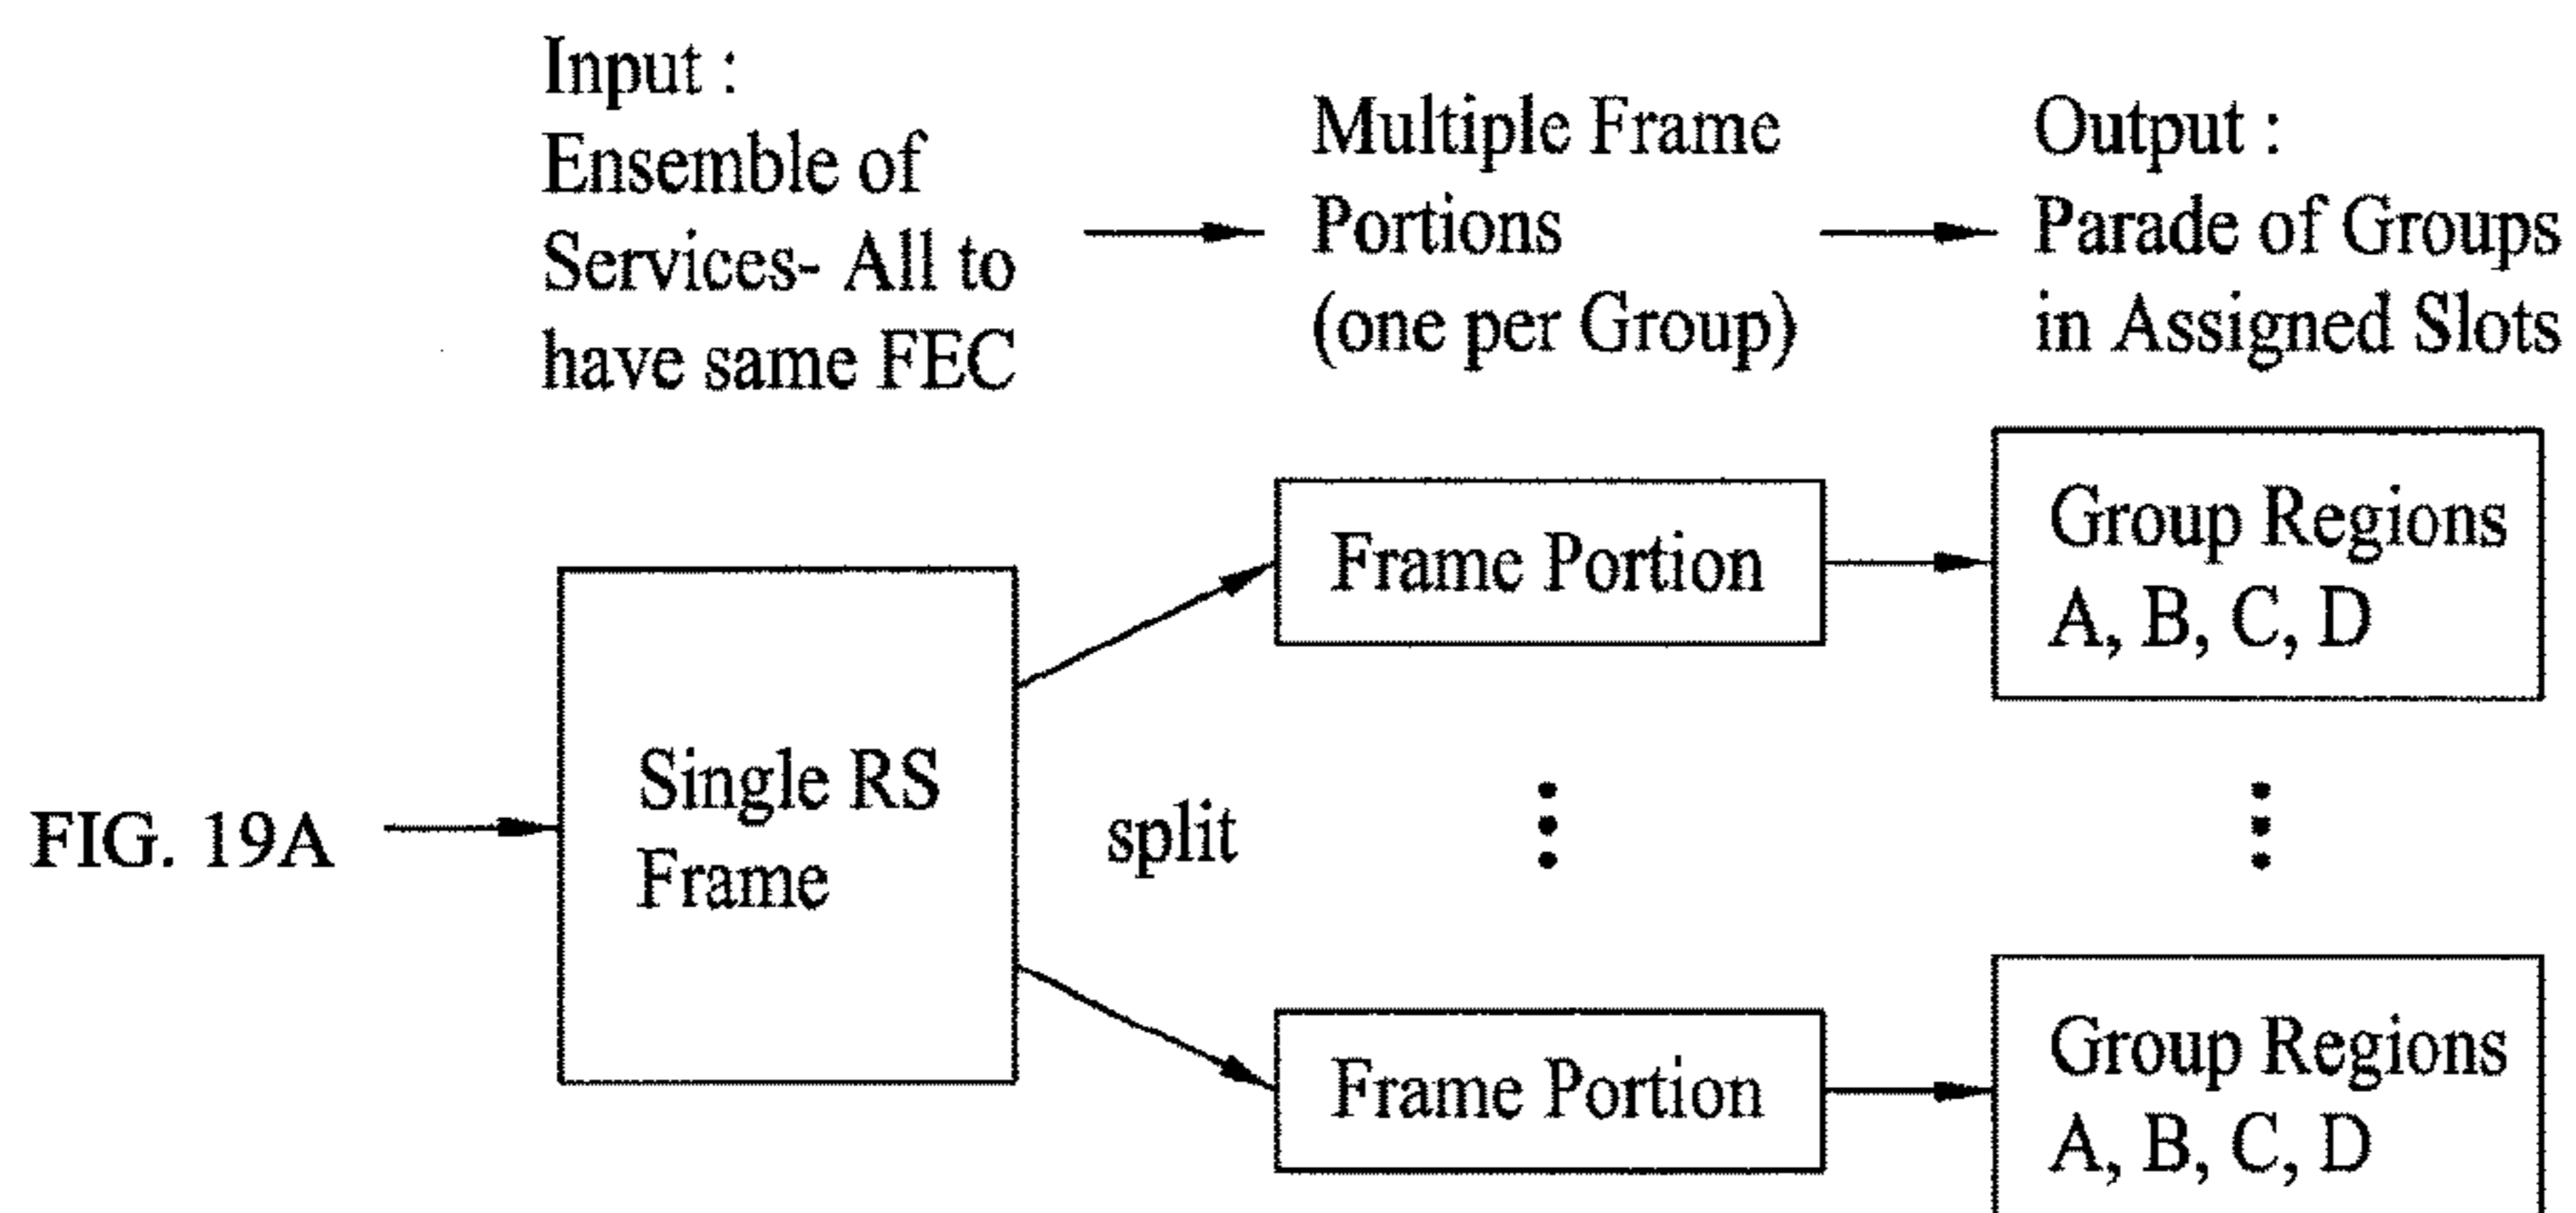 Input :
Ensemble of
Services- All to
have same FEC
Multiple Frame
Portions
(one per Group)
Output :
Parade of Groups
in Assigned Slots
FIG. 19A
Single RS
Frame
split
Frame Portion
Group Regions
A, B, C, D
Frame Portion
Group Regions
A, B, C, D